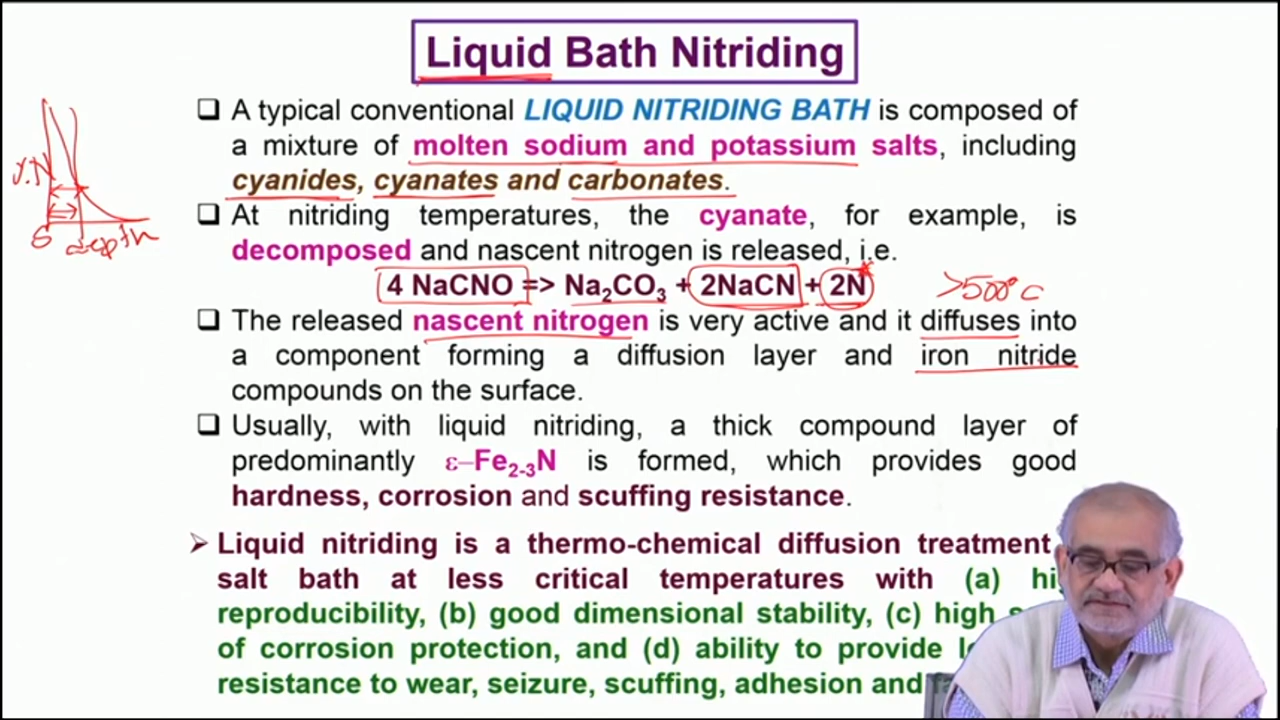 Liquid Bath Nitriding
❑ A typical conventional LIQUID NITRIDING BATH is composed of
a mixture of molten sodium and potassium salts, including
cyanides, cyanates and carbonates.
❑ At nitriding temperatures, the cyanate, for example, is
decomposed and nascent nitrogen is released, i.e.
4 NaCNO => Na₂CO₃ + 2NaCN + 2N
>500°C
❑ The released nascent nitrogen is very active and it diffuses into
a component forming a diffusion layer and iron nitride
compounds on the surface.
❑ Usually, with liquid nitriding, a thick compound layer of
predominantly ε–Fe₂₋₃N is formed, which provides good
hardness, corrosion and scuffing resistance.
➢ Liquid nitriding is a thermo-chemical diffusion treatment
salt bath at less critical temperatures with (a)
reproducibility, (b) good dimensional stability, (c) high
of corrosion protection, and (d) ability to provide
resistance to wear, seizure, scuffing, adhesion and
depth